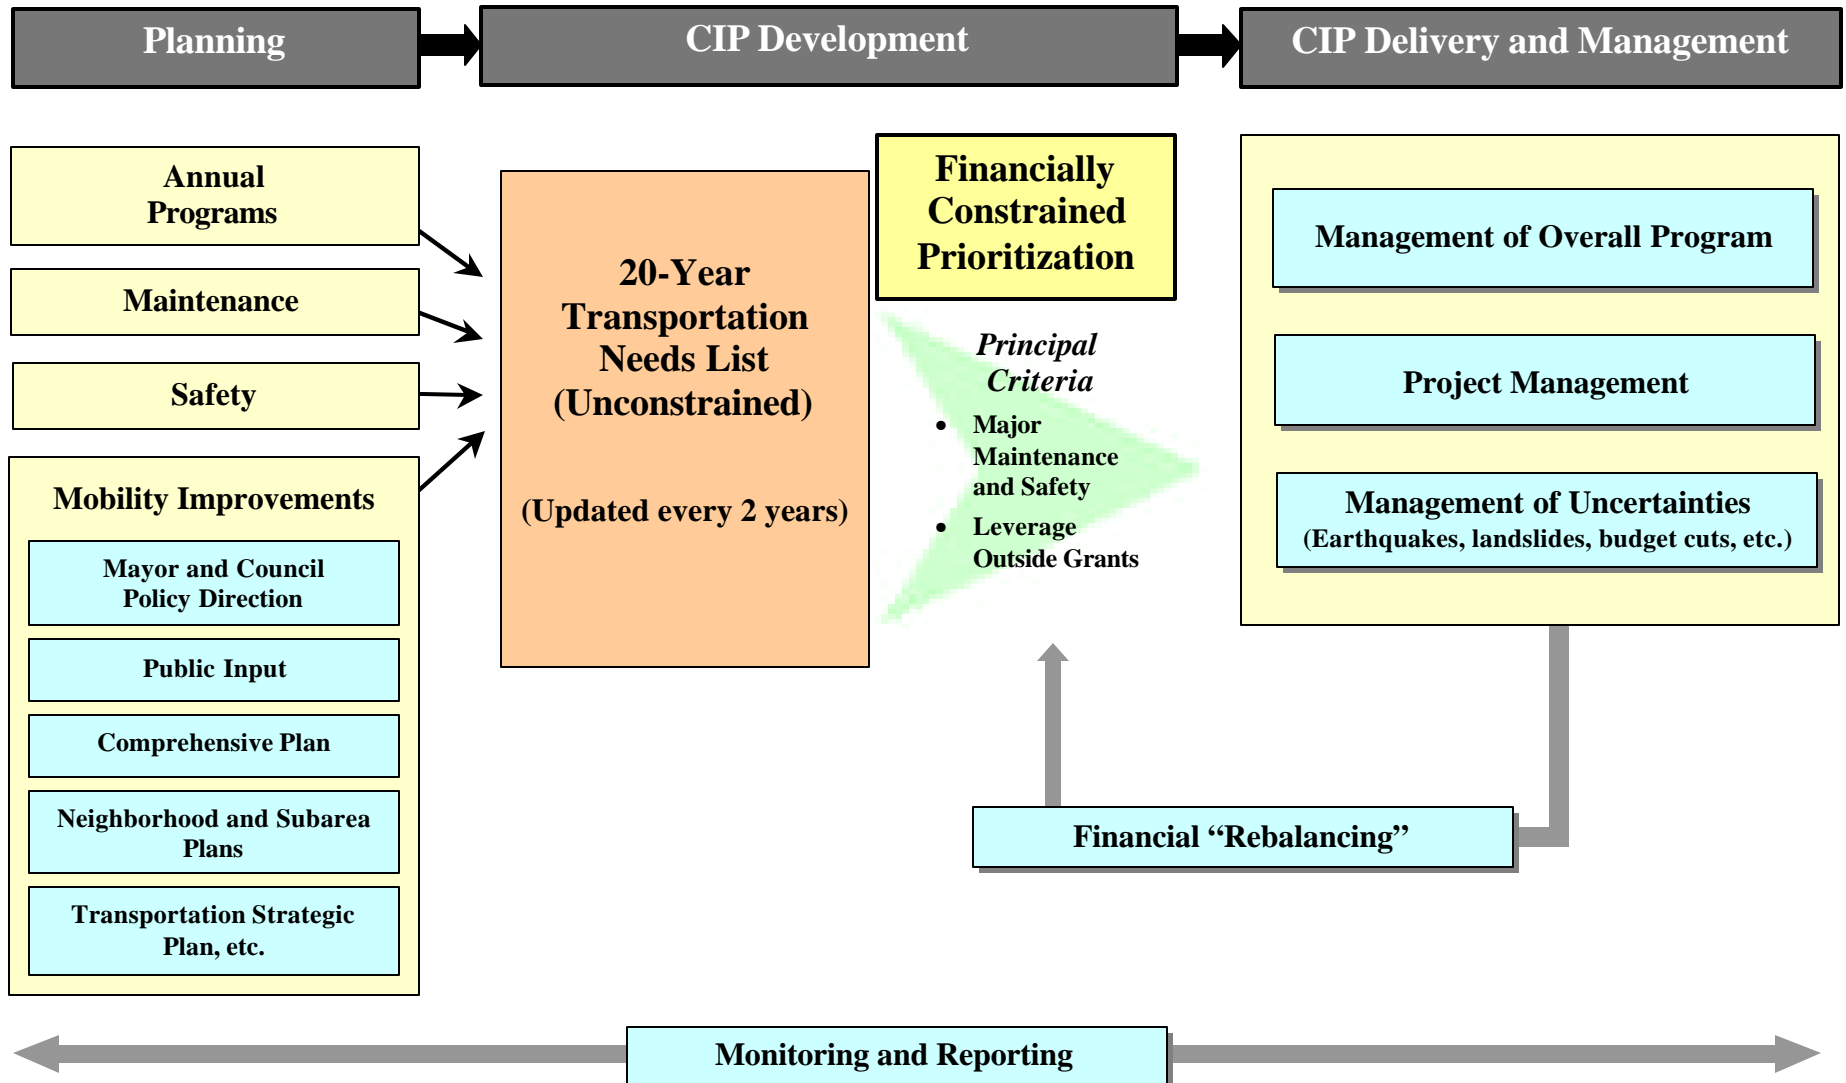 Planning
CIP Development
CIP Delivery and Management
Annual
Programs
Maintenance
Safety
Mobility Improvements
Mayor and Council
Policy Direction
Public Input
Comprehensive Plan
Neighborhood and Subarea
Plans
Transportation Strategic
Plan, etc.
20-Year
Transportation
Needs List
(Unconstrained)
(Updated every 2 years)
Financially
Constrained
Prioritization
Principal
Criteria
• Major
Maintenance
and Safety
• Leverage
Outside Grants
Management of Overall Program
Project Management
Management of Uncertainties
(Earthquakes, landslides, budget cuts, etc.)
Financial “Rebalancing”
Monitoring and Reporting